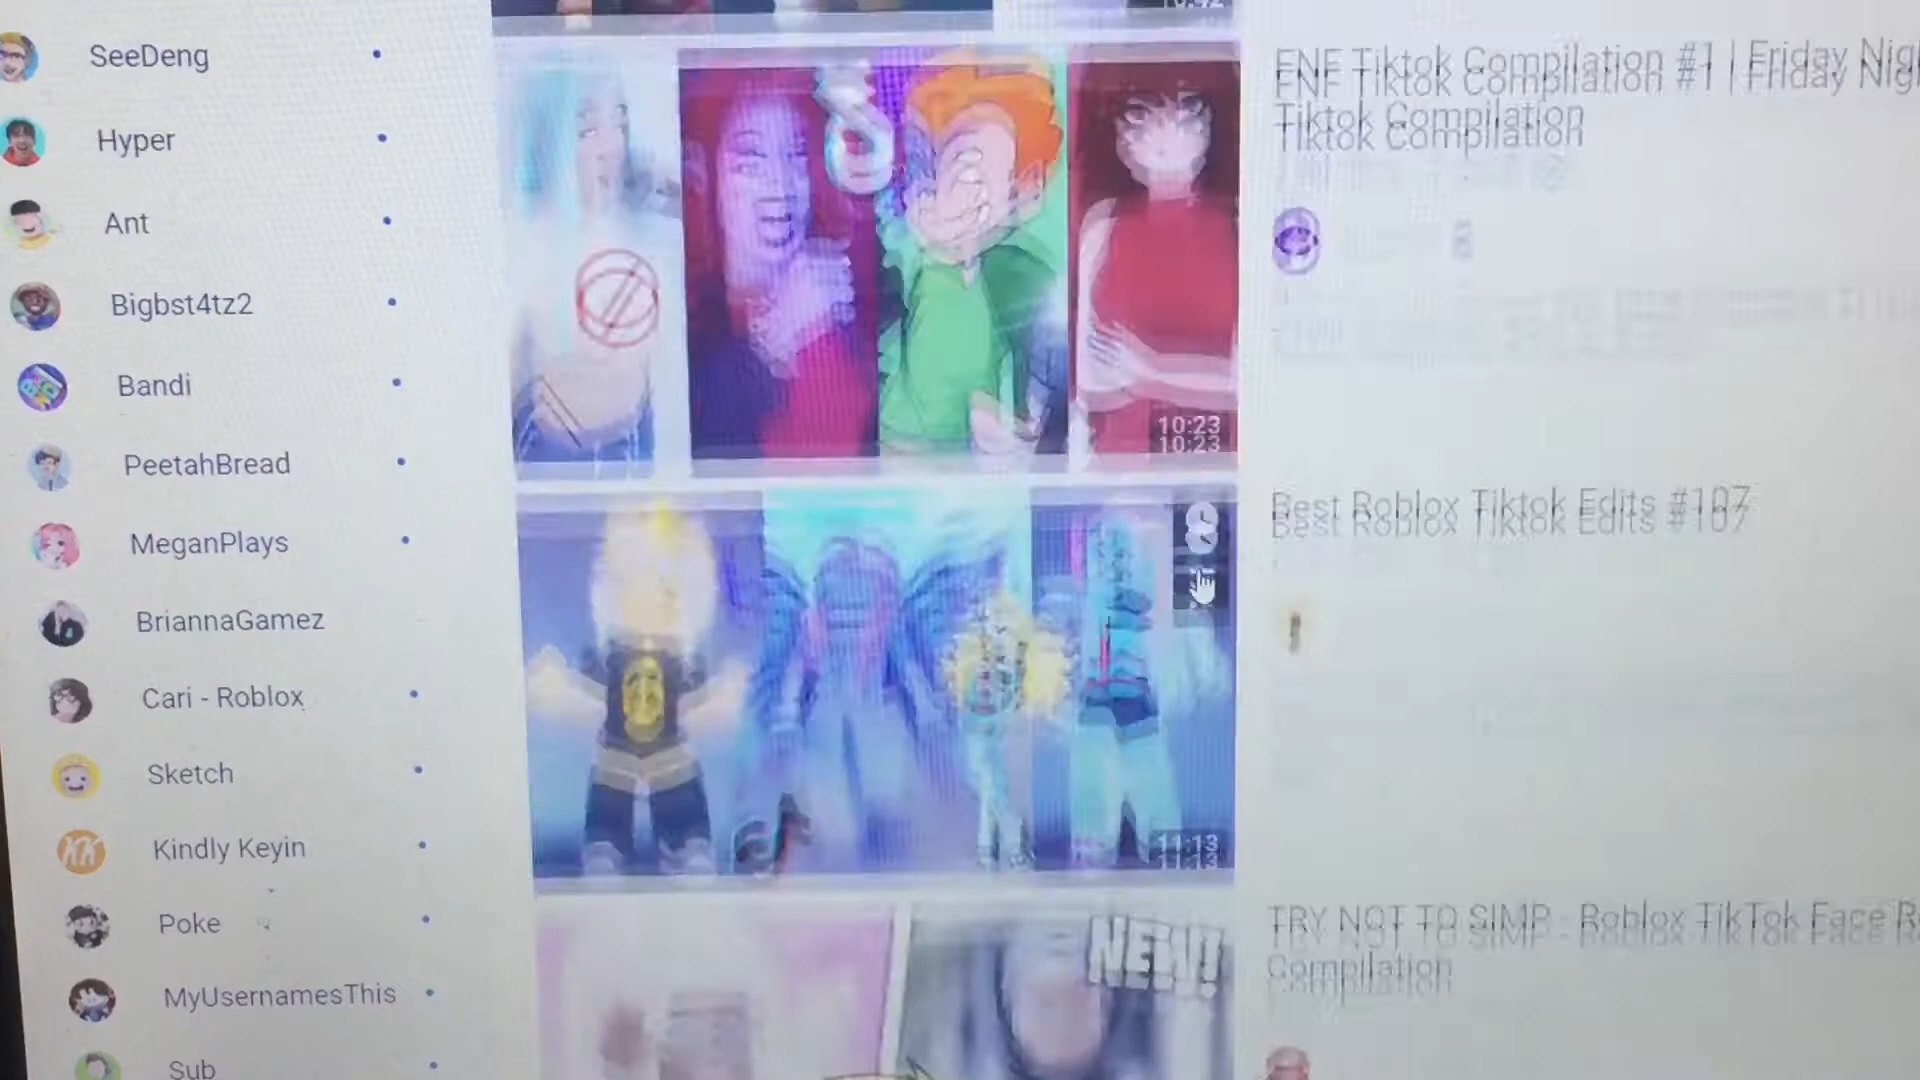 SeeDeng
Hyper
Ant
Bigbst4tz2
Bandi
PeetahBread
MeganPlays
BriannaGamez
Cari - Roblox
Sketch
Kindly Keyin
Poke
MyUsernamesThis
Sub
10:23
11:13
NEW!
FNF Tiktok Compilation #1 | Friday Nig
Tiktok Compilation
Best Roblox Tiktok Edits #107
TRY NOT TO SIMP - Roblox TikTok Face R
Compilation